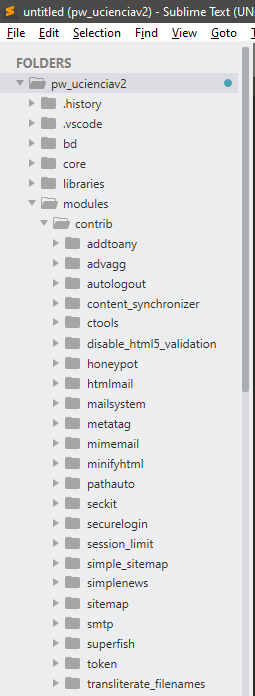 untitled (pw_ucienciav2) - Sublime Text (UN
File Edit Selection Find View Goto T
FOLDERS
pw_ucienciav2
.history
.vscode
bd
core
libraries
modules
contrib
addtoany
advagg
autologout
content_synchronizer
ctools
disable_html5_validation
honeypot
htmlmail
mailsystem
metatag
mimemail
minifyhtml
pathauto
seckit
securelogin
session_limit
simple_sitemap
simplenews
sitemap
smtp
superfish
token
transliterate_filenames